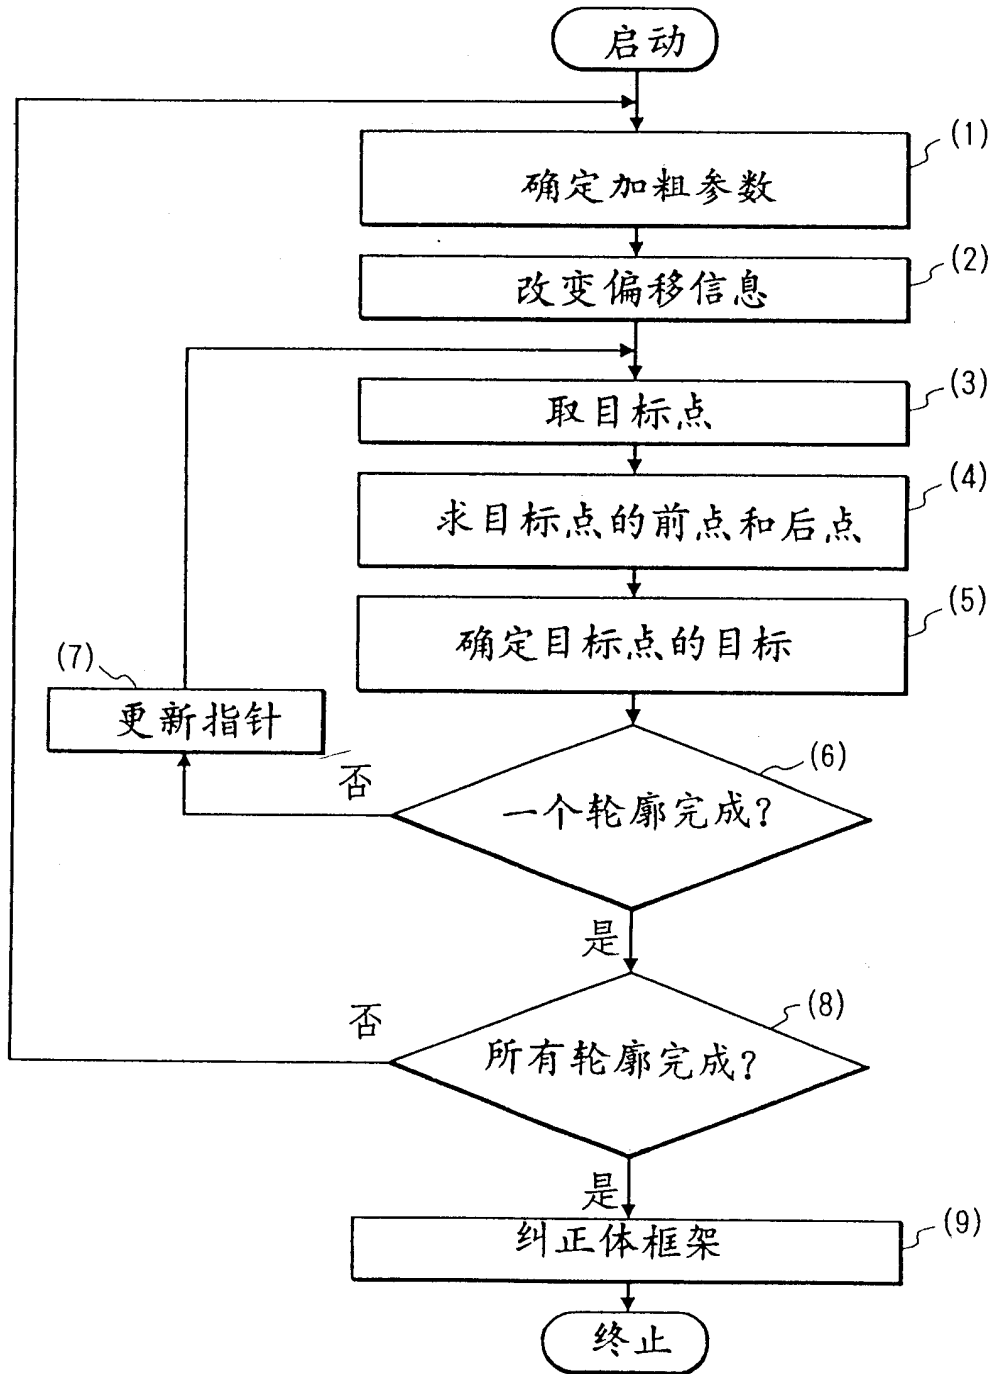 启动
(1)
确定加粗参数
(2)
改变偏移信息
(3)
取目标点
(4)
求目标点的前点和后点
(5)
确定目标点的目标
(7)
更新指针
否
(6)
一个轮廓完成?
是
否
(8)
所有轮廓完成?
是
(9)
纠正体框架
终止